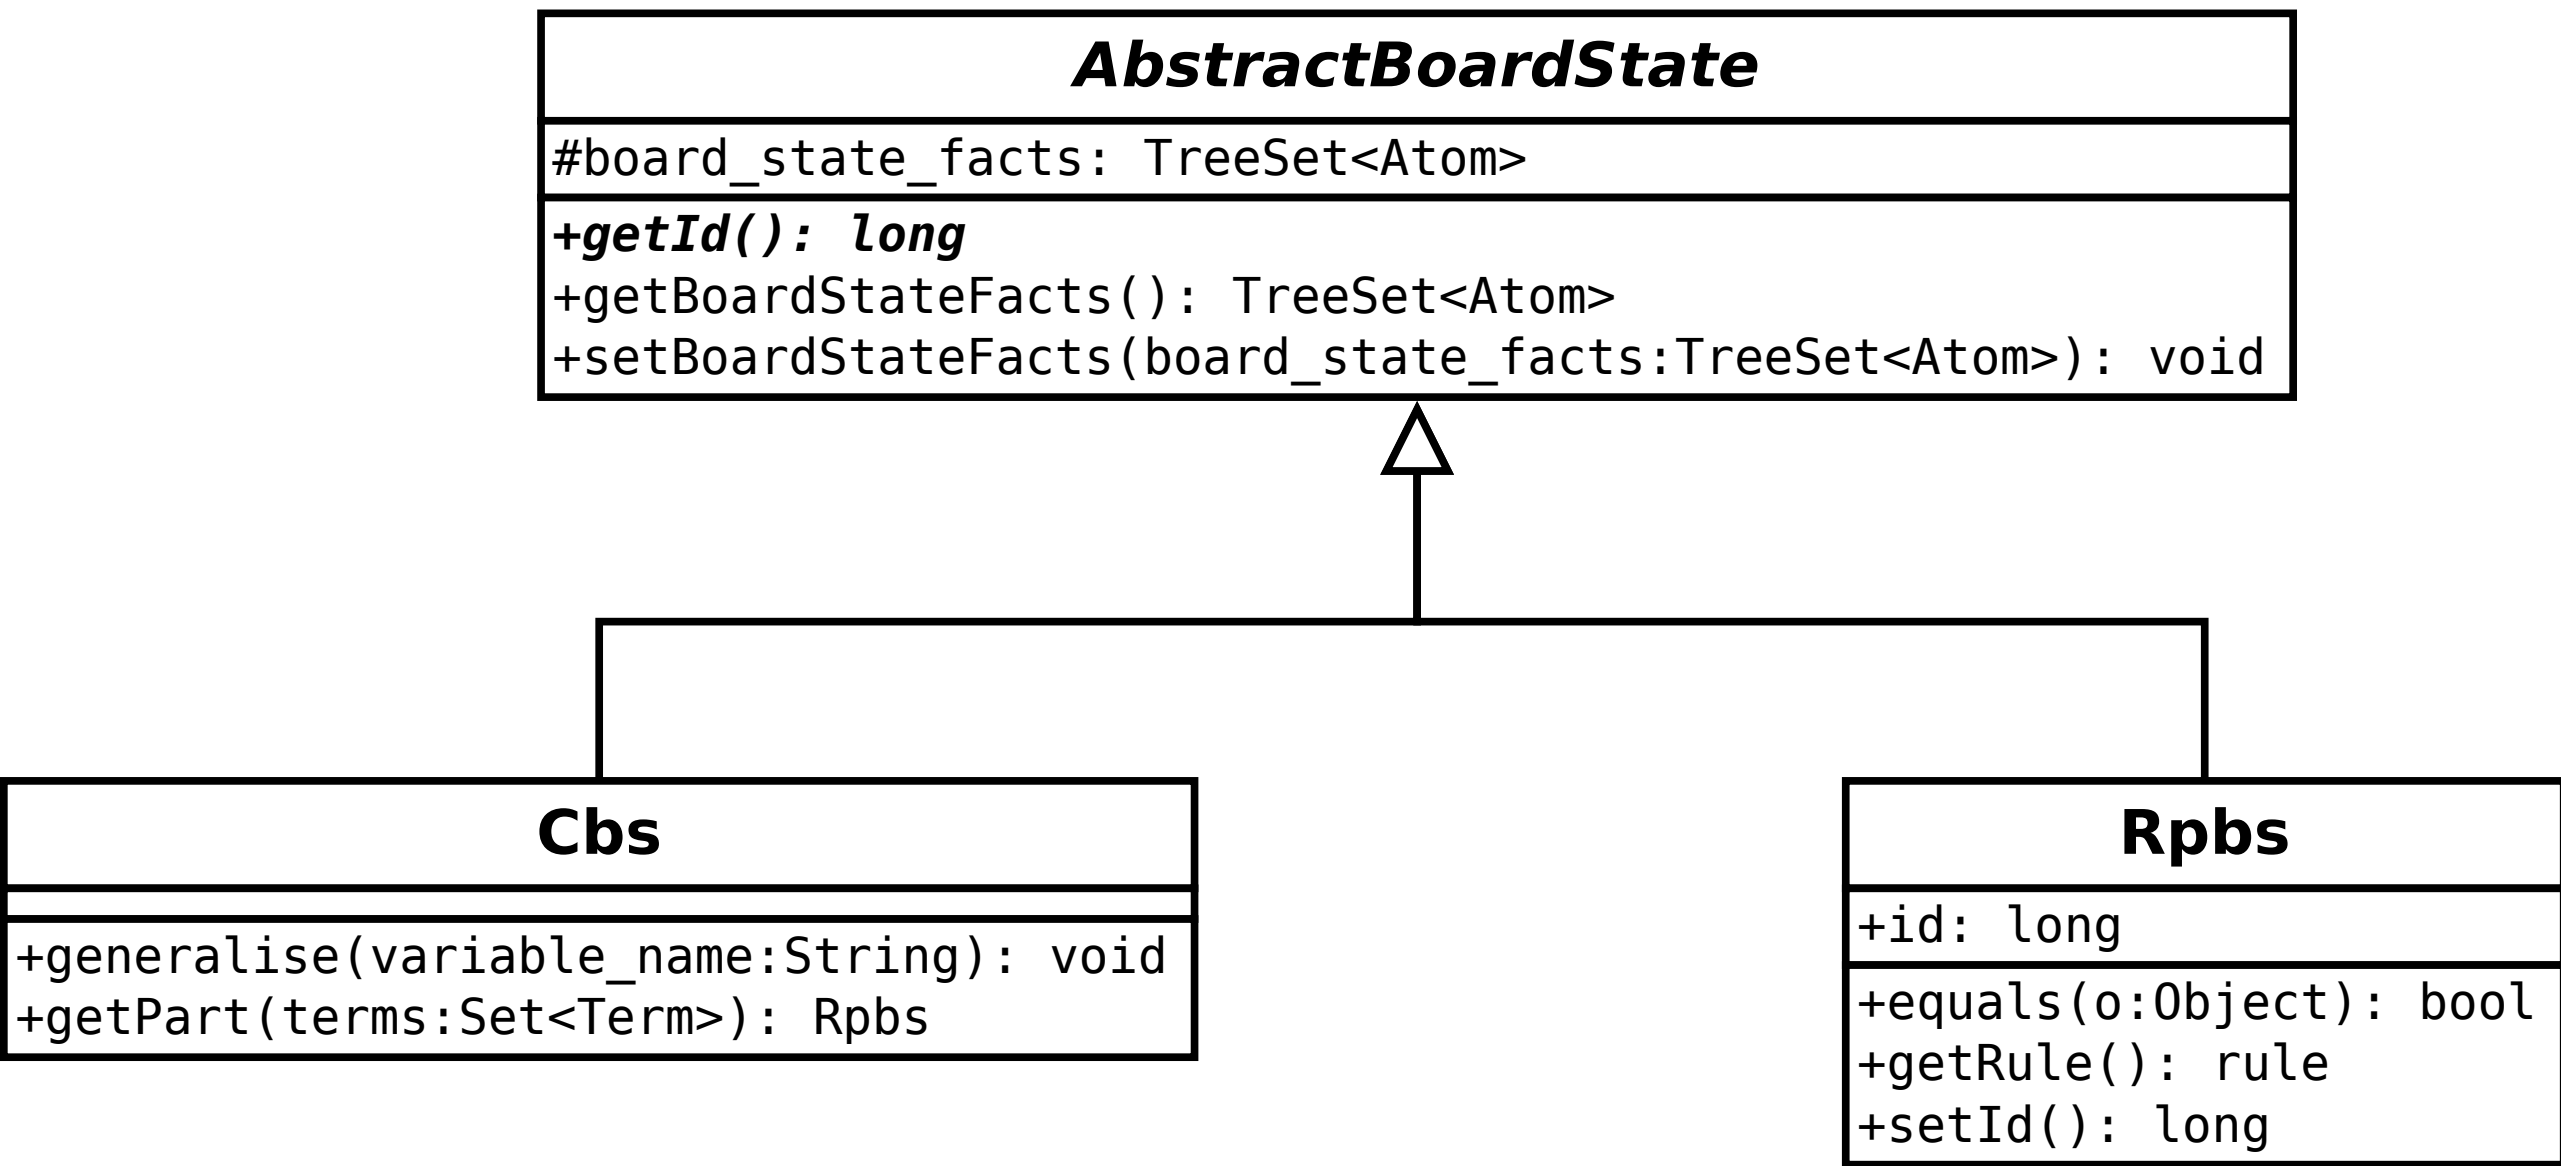 AbstractBoardState
#board_state_facts: TreeSet<Atom>
+getId(): long
+getBoardStateFacts(): TreeSet<Atom>
+setBoardStateFacts(board_state_facts:TreeSet<Atom>): void
Cbs
+generalise(variable_name:String): void
+getPart(terms:Set<Term>): Rpbs
Rpbs
+id: long
+equals(o:Object): bool
+getRule(): rule
+setId(): long